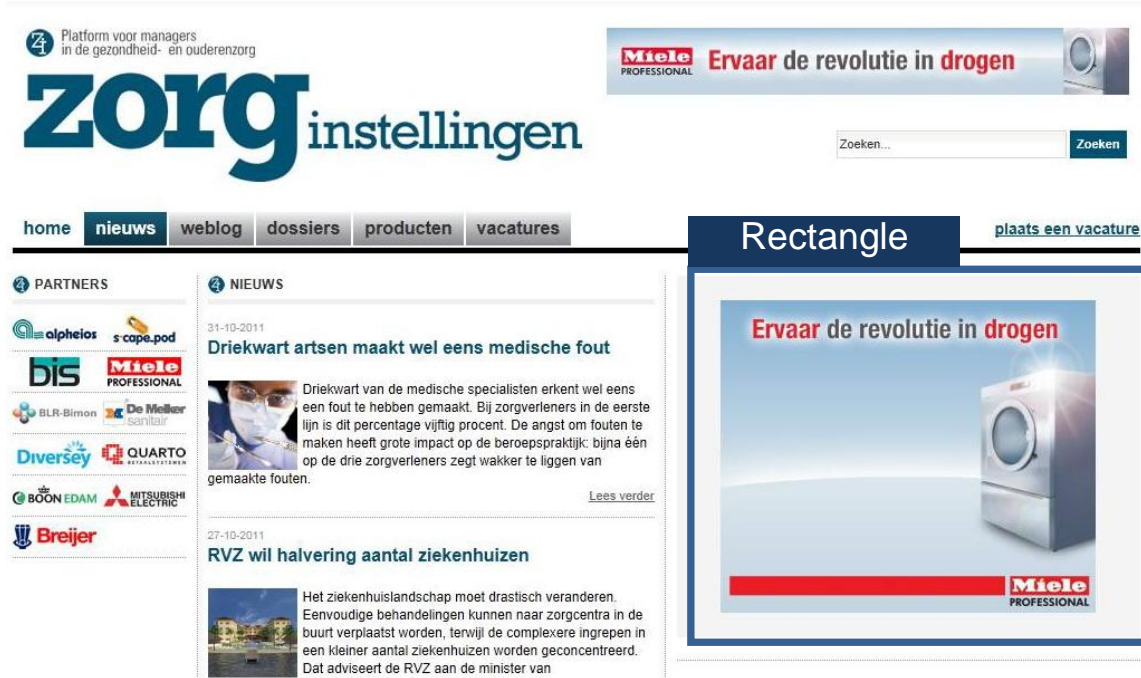 Platform voor managers
in de gezondheid- en ouderenzorg
zorg instellingen
Miele PROFESSIONAL Ervaar de revolutie in drogen
Zoeken... Zoeken
home nieuws weblog dossiers producten vacatures
Rectangle
plaats een vacature
PARTNERS
alpheios s-cape.pod
bis Miele PROFESSIONAL
BLR-Bimon De Melker sanitair
Diversey QUARTO
BOON EDAM MITSUBISHI ELECTRIC
Breijer
NIEUWS
31-10-2011
Driekwart artsen maakt wel eens medische fout
Driekwart van de medische specialisten erkent wel eens
een fout te hebben gemaakt. Bij zorgverleners in de eerste
lijn is dit percentage vijftig procent. De angst om fouten te
maken heeft grote impact op de beroepspraktijk: bijna één
op de drie zorgverleners zegt wakker te liggen van
gemaakte fouten.
Lees verder
27-10-2011
RVZ wil halvering aantal ziekenhuizen
Het ziekenhuislandschap moet drastisch veranderen.
Eenvoudige behandelingen kunnen naar zorgcentra in de
buurt verplaatst worden, terwijl de complexere ingrepen in
een kleiner aantal ziekenhuizen worden geconcentreerd.
Dat adviseert de RVZ aan de minister van
Ervaar de revolutie in drogen
Miele
PROFESSIONAL